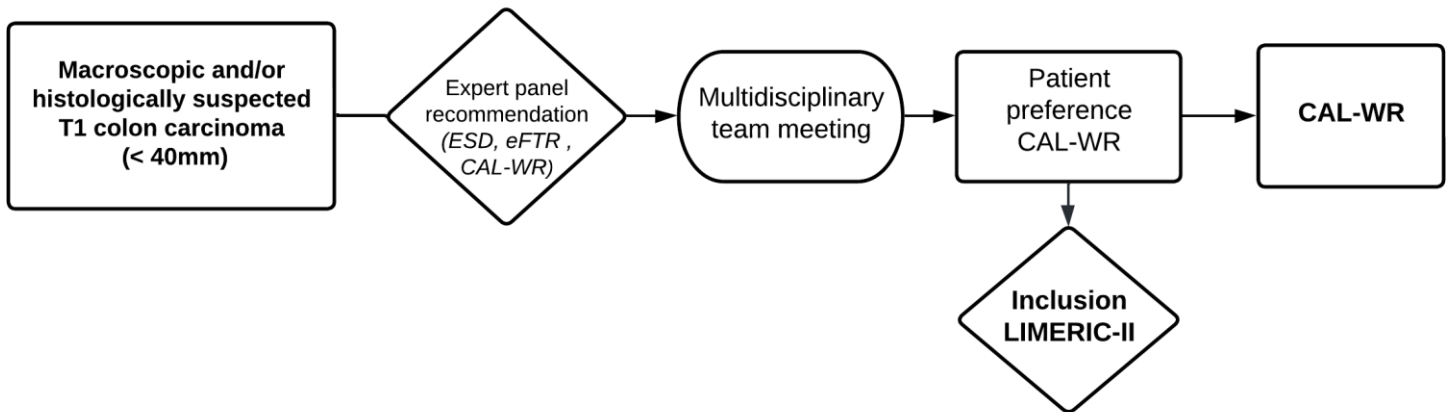 Macroscopic and/or
histologically suspected
T1 colon carcinoma
(< 40mm)
Expert panel
recommendation
(ESD, eFTR ,
CAL-WR)
Multidisciplinary
team meeting
Patient
preference
CAL-WR
CAL-WR
Inclusion
LIMERIC-II